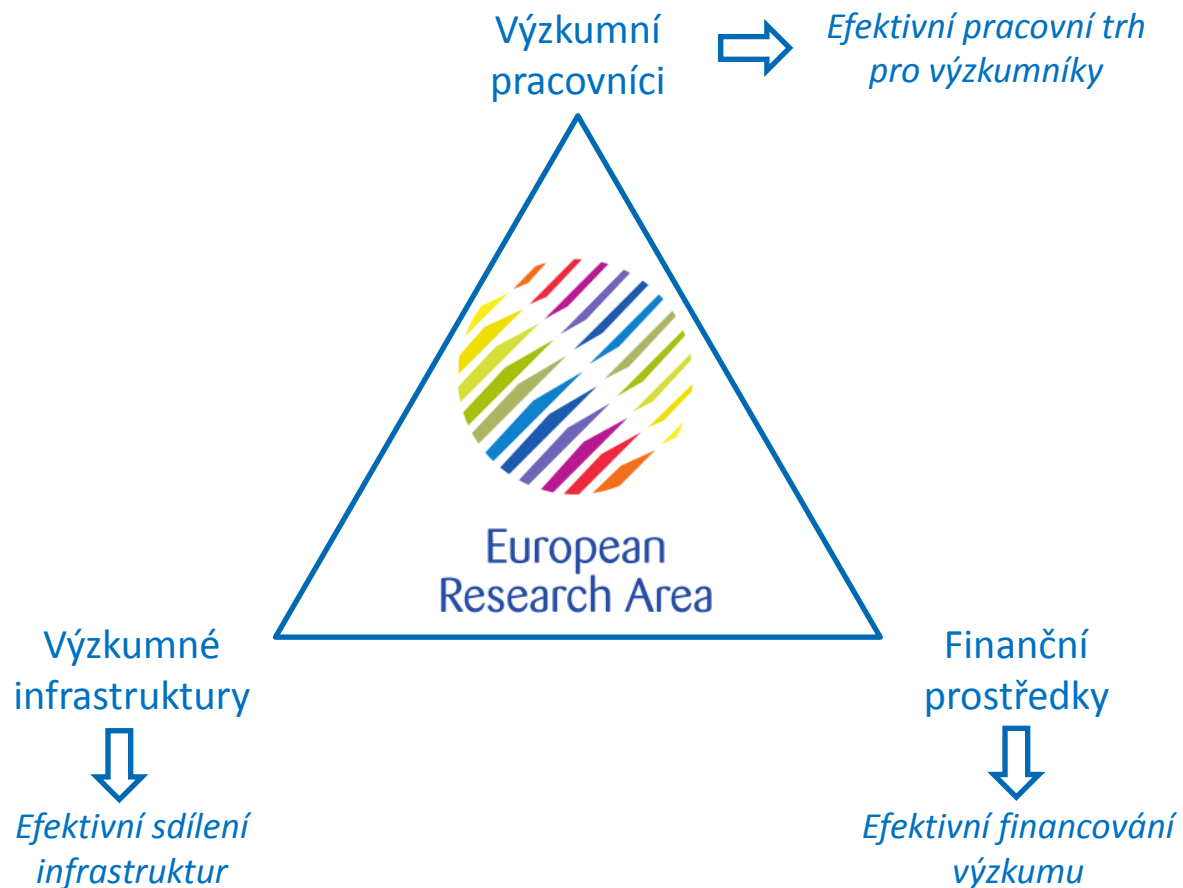 Výzkumní
pracovníci
Efektivní pracovní trh
pro výzkumníky
European
Research Area
Výzkumné
infrastruktury
Efektivní sdílení
infrastruktur
Finanční
prostředky
Efektivní financování
výzkumu